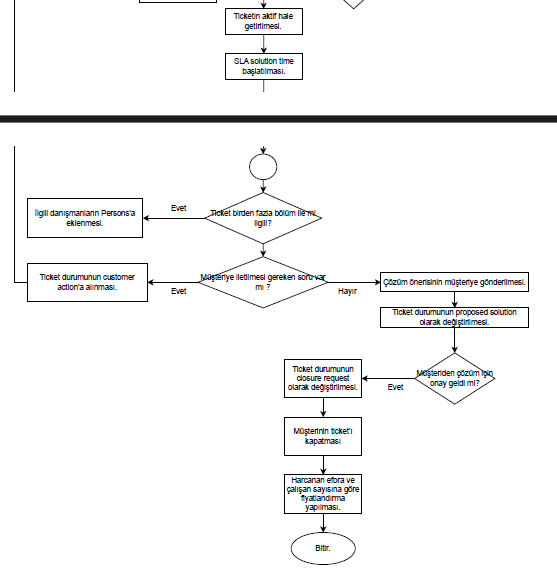 Ticketin aktif hale
getirilmesi.
SLA solution time
başlatılması.
Ticket birden fazla bölüm ile mi
ilgili?
Evet
İlgili danışmanların Persons'a
eklenmesi.
Müşteriye iletilmesi gereken soru var
mı ?
Evet
Ticket durumunun customer
action'a alınması.
Hayır
Çözüm önerisinin müşteriye gönderilmesi.
Ticket durumunun proposed solution
olarak değiştirilmesi.
Müşteriden çözüm için
onay geldi mi?
Evet
Ticket durumunun
closure request
olarak değiştirilmesi.
Müşterinin ticket'ı
kapatması
Harcanan efora ve
çalışan sayısına göre
fiyatlandırma
yapılması.
Bitir.